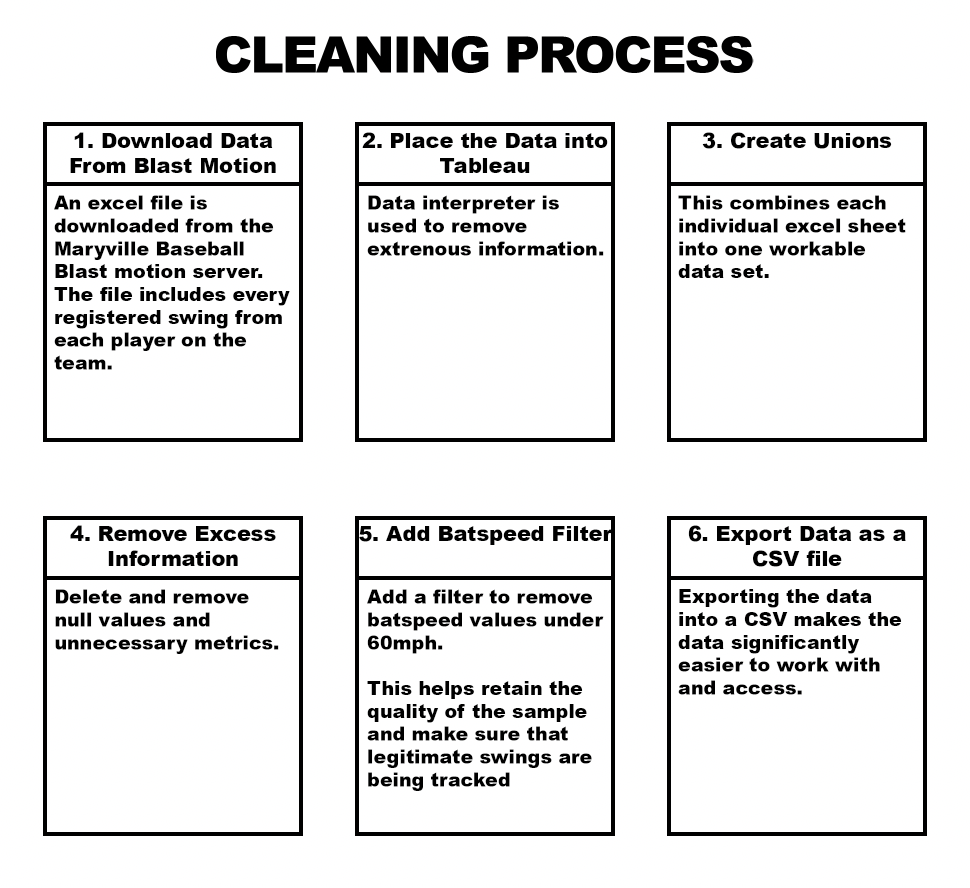 CLEANING PROCESS
1. Download Data
From Blast Motion
An excel file is
downloaded from the
Maryville Baseball
Blast motion server.
The file includes every
registered swing from
each player on the
team.
2. Place the Data into
Tableau
Data interpreter is
used to remove
extrenous information.
3. Create Unions
This combines each
individual excel sheet
into one workable
data set.
4. Remove Excess
Information
Delete and remove
null values and
unnecessary metrics.
5. Add Batspeed Filter
Add a filter to remove
batspeed values under
60mph.
This helps retain the
quality of the sample
and make sure that
legitimate swings are
being tracked
6. Export Data as a
CSV file
Exporting the data
into a CSV makes the
data significantly
easier to work with
and access.